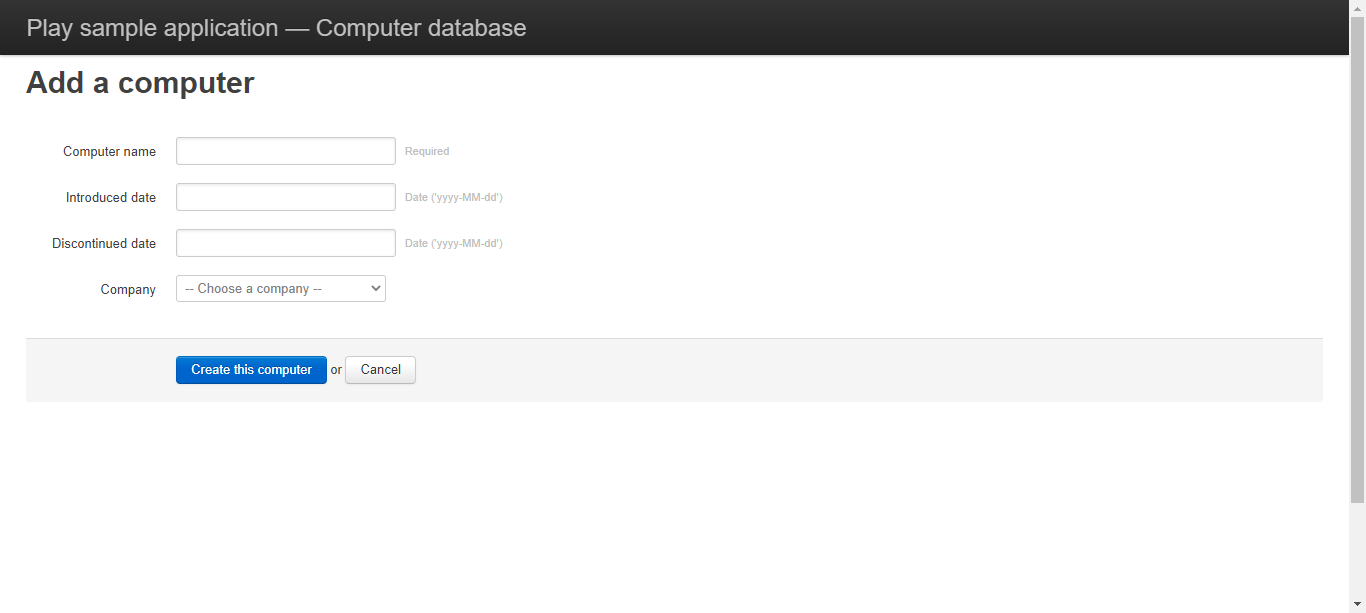 Play sample application — Computer database
Add a computer
Computer name Required
Introduced date Date ('yyyy-MM-dd')
Discontinued date Date ('yyyy-MM-dd')
Company -- Choose a company --
Create this computer or Cancel